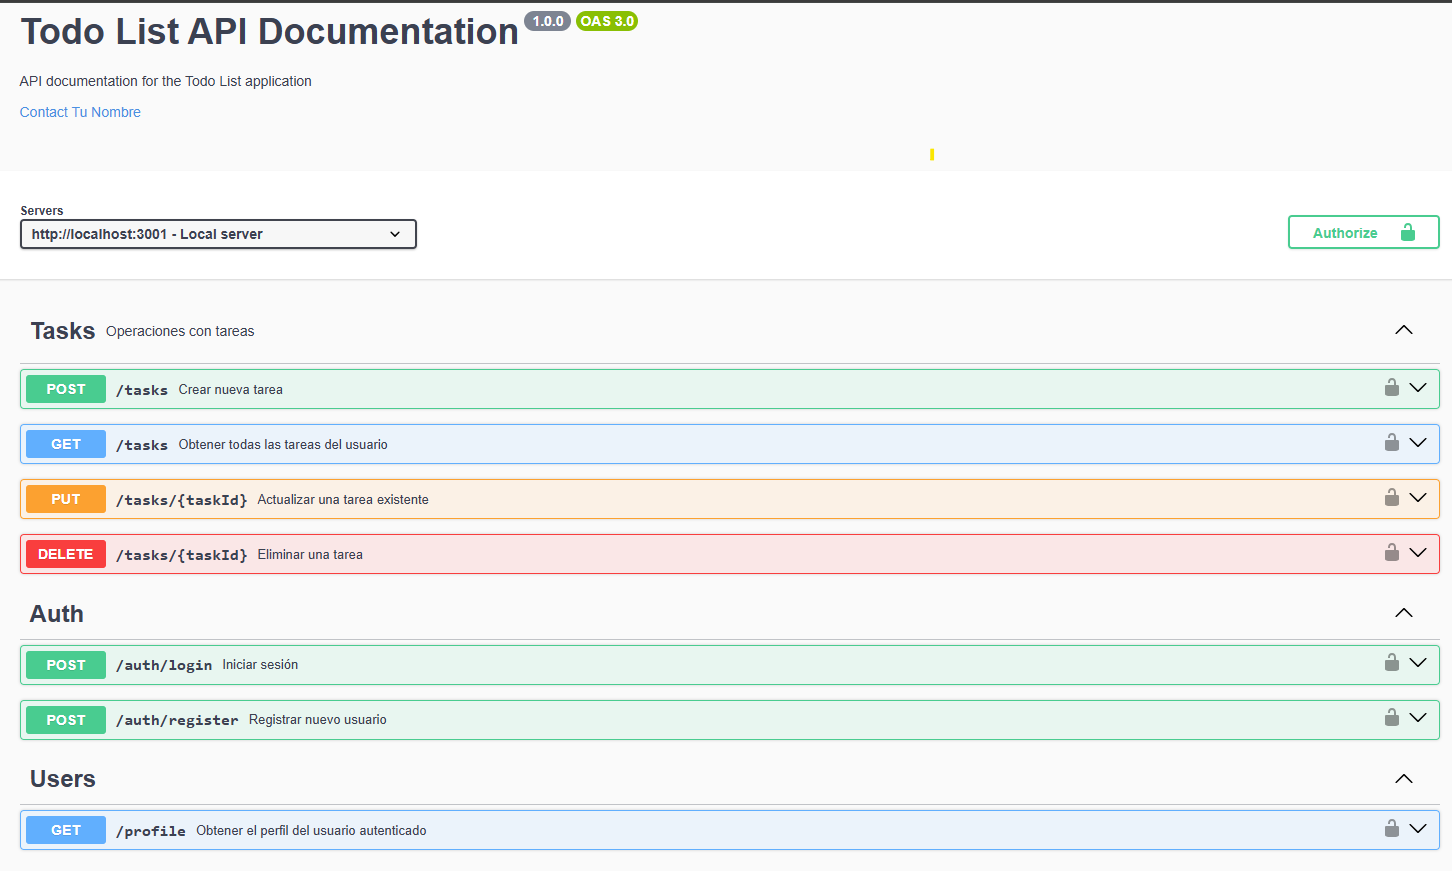 Todo List API Documentation 1.0.0 OAS 3.0
API documentation for the Todo List application
Contact Tu Nombre
Servers
http://localhost:3001 - Local server
Authorize
Tasks Operaciones con tareas
POST /tasks Crear nueva tarea
GET /tasks Obtener todas las tareas del usuario
PUT /tasks/{taskId} Actualizar una tarea existente
DELETE /tasks/{taskId} Eliminar una tarea
Auth
POST /auth/login Iniciar sesión
POST /auth/register Registrar nuevo usuario
Users
GET /profile Obtener el perfil del usuario autenticado